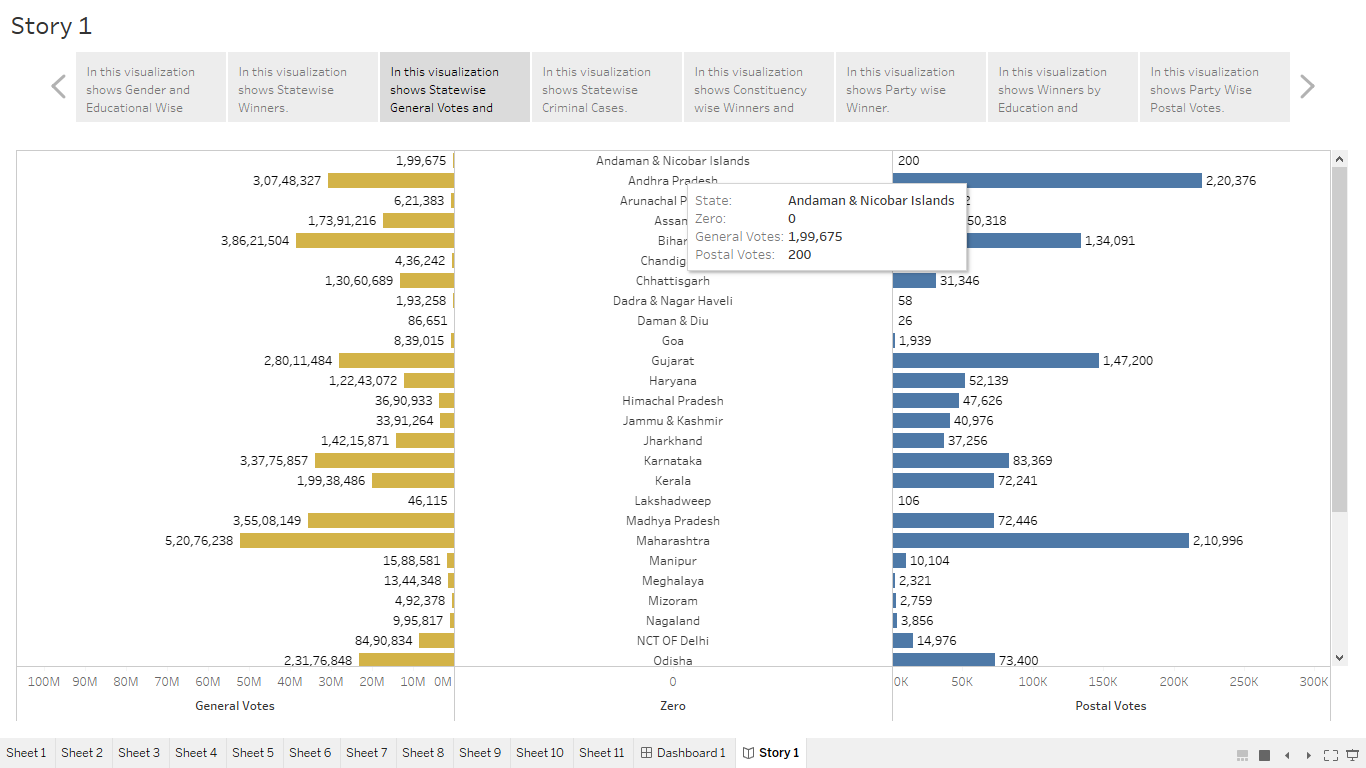 Story 1
In this visualization
shows Gender and
Educational Wise
In this visualization
shows Statewise
Winners.
In this visualization
shows Statewise
General Votes and
In this visualization
shows Statewise
Criminal Cases.
In this visualization
shows Constituency
wise Winners and
In this visualization
shows Party wise
Winner.
In this visualization
shows Winners by
Education and
In this visualization
shows Party Wise
Postal Votes.
1,99,675 Andaman & Nicobar Islands 200
3,07,48,327 Andhra Pradesh 2,20,376
6,21,383 Arunachal P 2
1,73,91,216 Assam 50,318
3,86,21,504 Bihar 1,34,091
4,36,242 Chandig
State: Andaman & Nicobar Islands
Zero: 0
General Votes: 1,99,675
Postal Votes: 200
1,30,60,689 Chhattisgarh 31,346
1,93,258 Dadra & Nagar Haveli 58
86,651 Daman & Diu 26
8,39,015 Goa 1,939
2,80,11,484 Gujarat 1,47,200
1,22,43,072 Haryana 52,139
36,90,933 Himachal Pradesh 47,626
33,91,264 Jammu & Kashmir 40,976
1,42,15,871 Jharkhand 37,256
3,37,75,857 Karnataka 83,369
1,99,38,486 Kerala 72,241
46,115 Lakshadweep 106
3,55,08,149 Madhya Pradesh 72,446
5,20,76,238 Maharashtra 2,10,996
15,88,581 Manipur 10,104
13,44,348 Meghalaya 2,321
4,92,378 Mizoram 2,759
9,95,817 Nagaland 3,856
84,90,834 NCT OF Delhi 14,976
2,31,76,848 Odisha 73,400
100M 90M 80M 70M 60M 50M 40M 30M 20M 10M 0M 0 0K 50K 100K 150K 200K 250K 300K
General Votes Zero Postal Votes
Sheet 1 Sheet 2 Sheet 3 Sheet 4 Sheet 5 Sheet 6 Sheet 7 Sheet 8 Sheet 9 Sheet 10 Sheet 11 Dashboard 1 Story 1